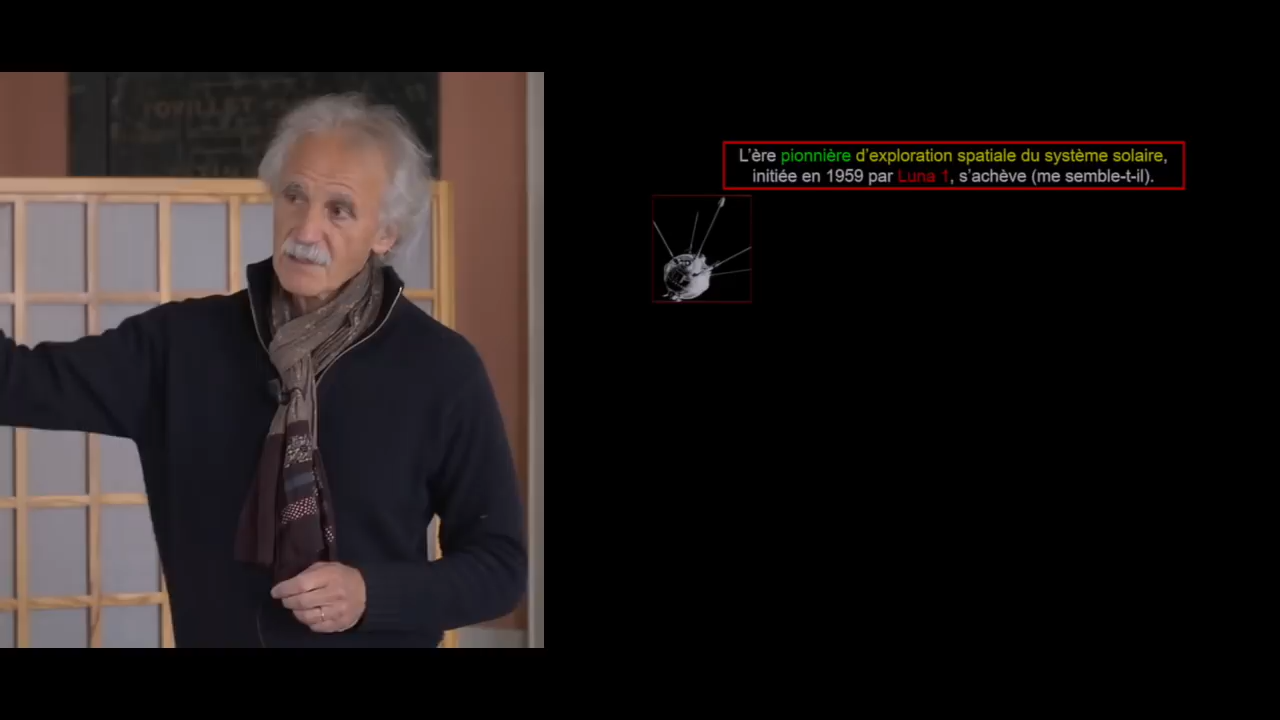 L'ère pionnière d'exploration spatiale du système solaire,
initiée en 1959 par Luna 1, s'achève (me semble-t-il).